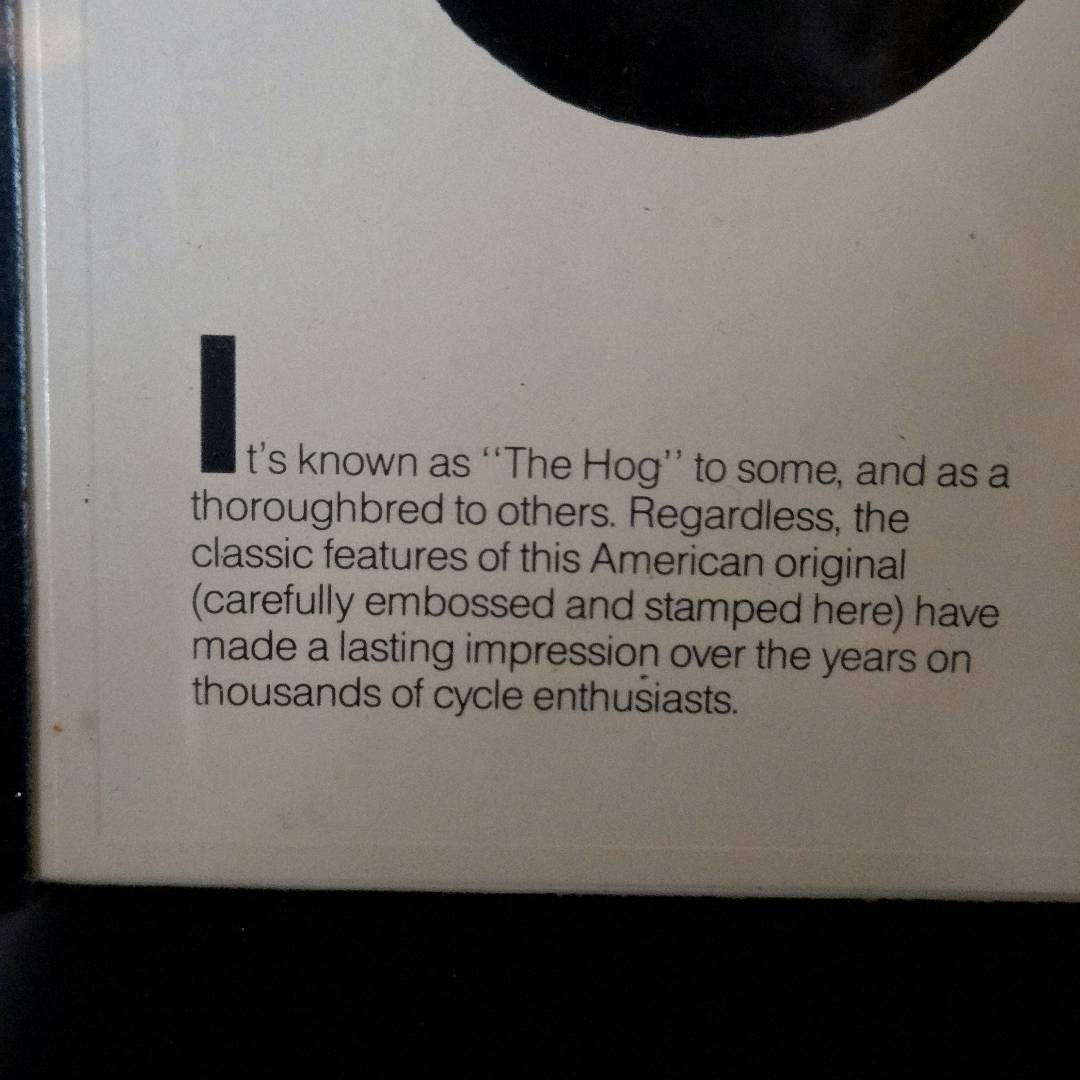 It's known as ‘‘The Hog’’ to some, and as a
thoroughbred to others. Regardless, the
classic features of this American original
(carefully embossed and stamped here) have
made a lasting impression over the years on
thousands of cycle enthusiasts.